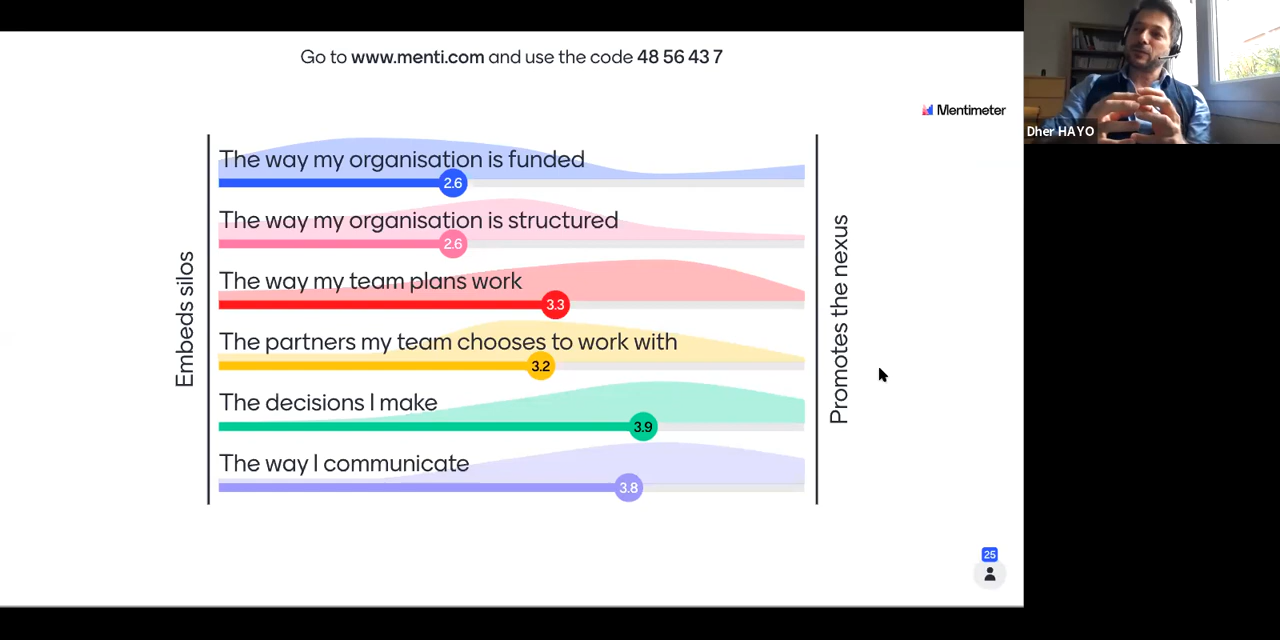 Go to www.menti.com and use the code 48 56 43 7
Mentimeter
Dher HAYO
Embeds silos
The way my organisation is funded
2.6
The way my organisation is structured
2.6
The way my team plans work
3.3
The partners my team chooses to work with
3.2
The decisions I make
3.9
The way I communicate
3.8
Promotes the nexus
25